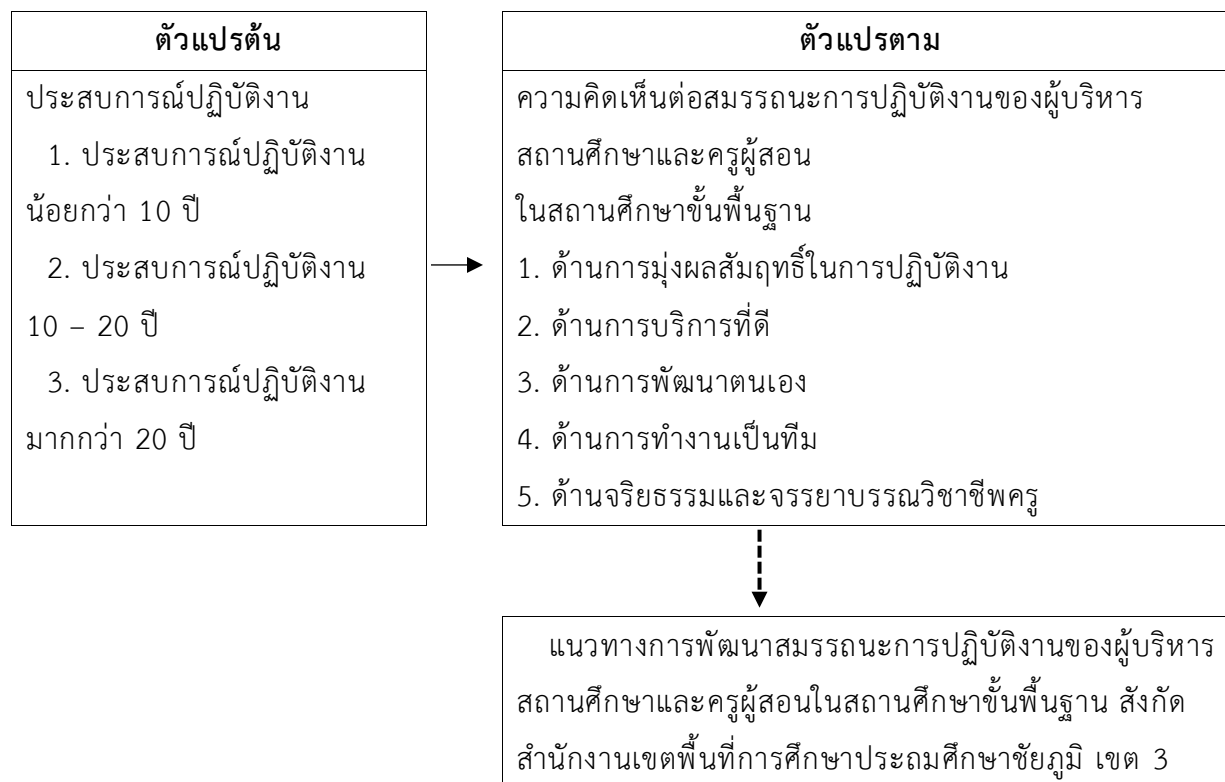 ตัวแปรต้น
ประสบการณ์ปฏิบัติงาน
1. ประสบการณ์ปฏิบัติงาน
น้อยกว่า 10 ปี
2. ประสบการณ์ปฏิบัติงาน
10 – 20 ปี
3. ประสบการณ์ปฏิบัติงาน
มากกว่า 20 ปี
ตัวแปรตาม
ความคิดเห็นต่อสมรรถนะการปฏิบัติงานของผู้บริหาร
สถานศึกษาและครูผู้สอน
ในสถานศึกษาขั้นพื้นฐาน
1. ด้านการมุ่งผลสัมฤทธิ์ในการปฏิบัติงาน
2. ด้านการบริการที่ดี
3. ด้านการพัฒนาตนเอง
4. ด้านการทำงานเป็นทีม
5. ด้านจริยธรรมและจรรยาบรรณวิชาชีพครู
แนวทางการพัฒนาสมรรถนะการปฏิบัติงานของผู้บริหาร
สถานศึกษาและครูผู้สอนในสถานศึกษาขั้นพื้นฐาน สังกัด
สำนักงานเขตพื้นที่การศึกษาประถมศึกษาชัยภูมิ เขต 3